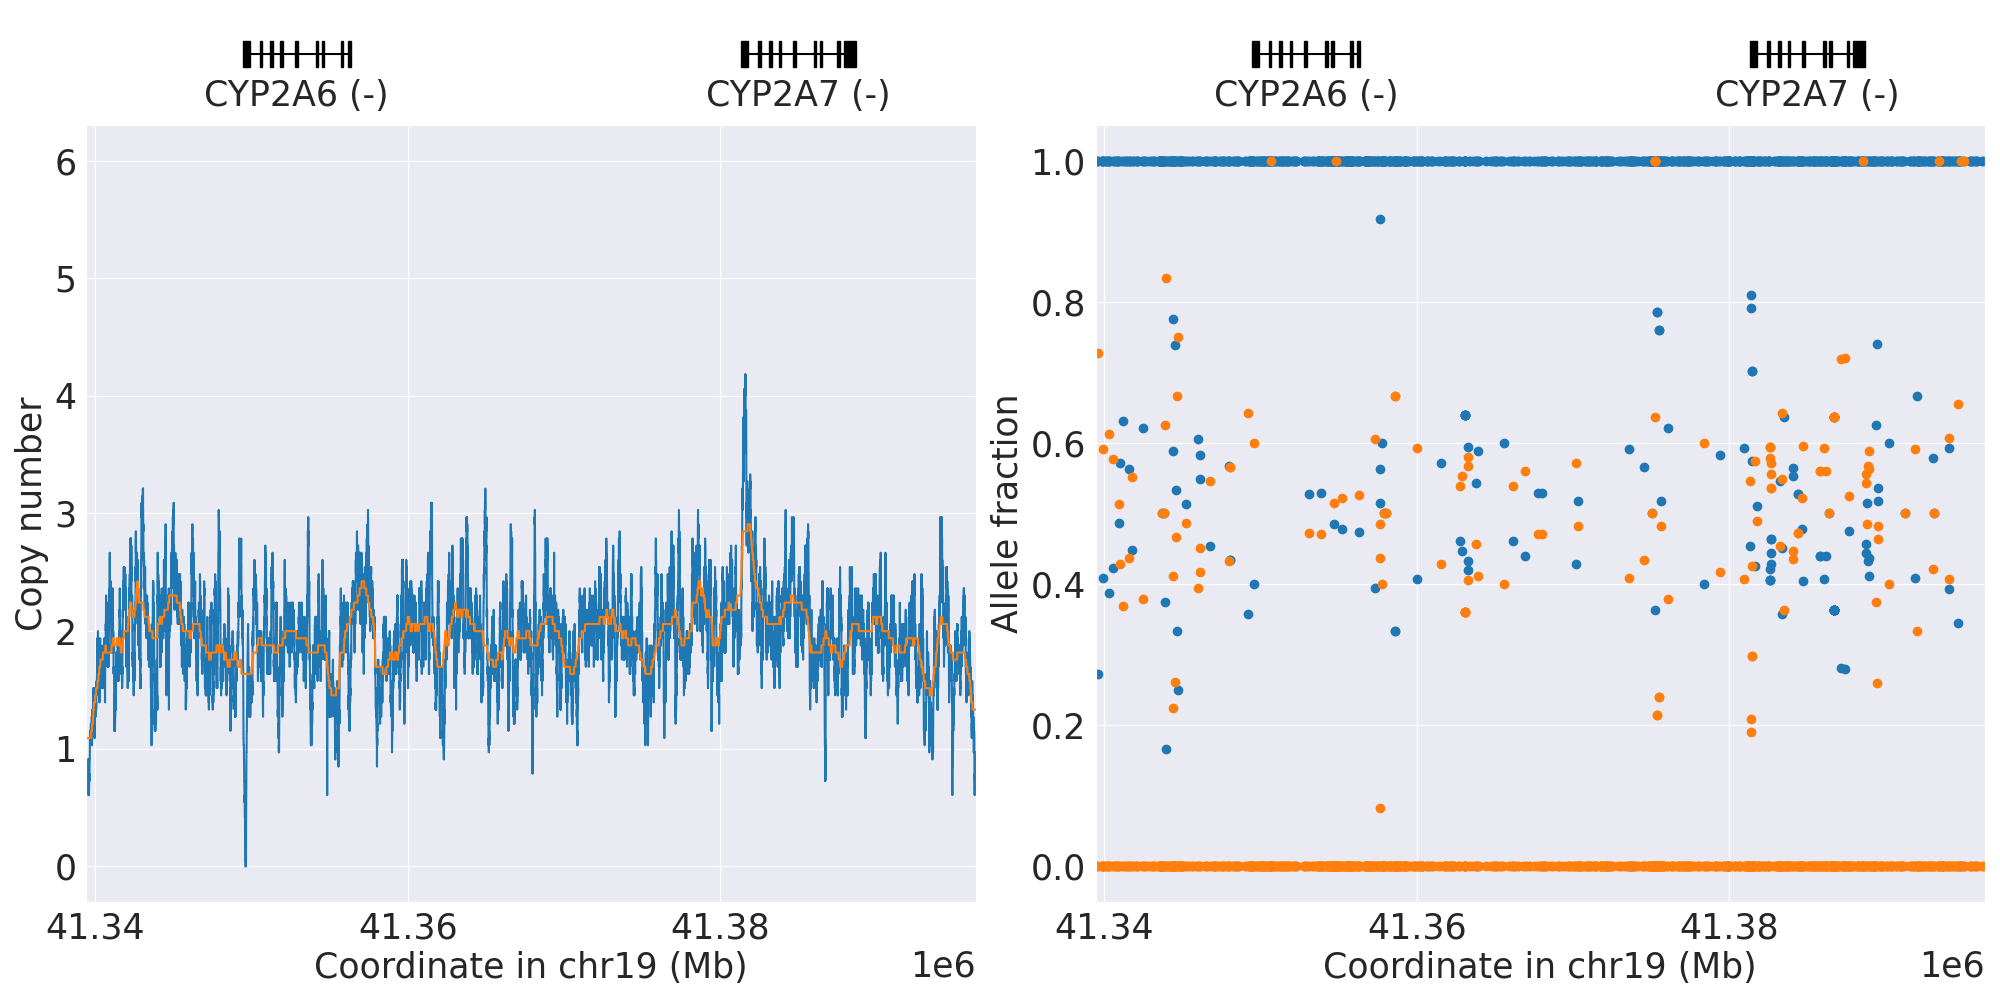 CYP2A6 (-)
CYP2A7 (-)
6
5
4
3
2
1
0
Copy number
41.34
41.36
41.38
Coordinate in chr19 (Mb)
1e6
CYP2A6 (-)
CYP2A7 (-)
1.0
0.8
0.6
0.4
0.2
0.0
Allele fraction
41.34
41.36
41.38
Coordinate in chr19 (Mb)
1e6